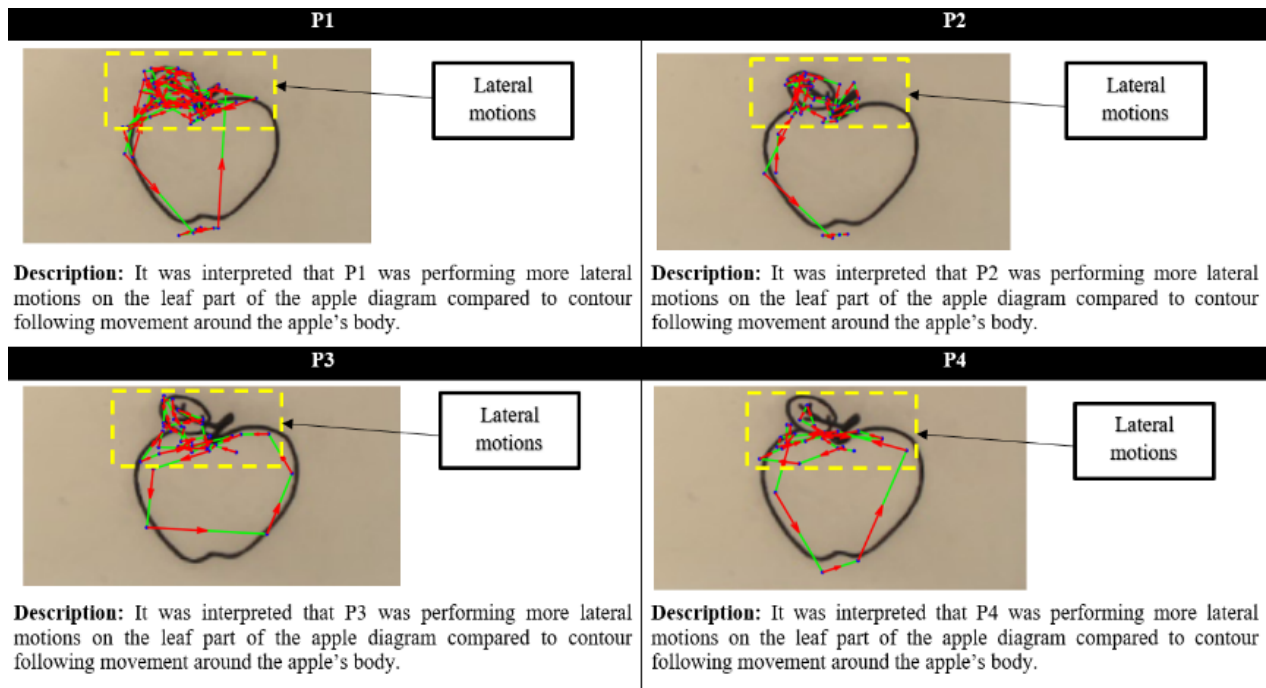 P1
Lateral
motions
Description: It was interpreted that P1 was performing more lateral
motions on the leaf part of the apple diagram compared to contour
following movement around the apple's body.
P2
Lateral
motions
Description: It was interpreted that P2 was performing more lateral
motions on the leaf part of the apple diagram compared to contour
following movement around the apple's body.
P3
Lateral
motions
Description: It was interpreted that P3 was performing more lateral
motions on the leaf part of the apple diagram compared to contour
following movement around the apple's body.
P4
Lateral
motions
Description: It was interpreted that P4 was performing more lateral
motions on the leaf part of the apple diagram compared to contour
following movement around the apple's body.